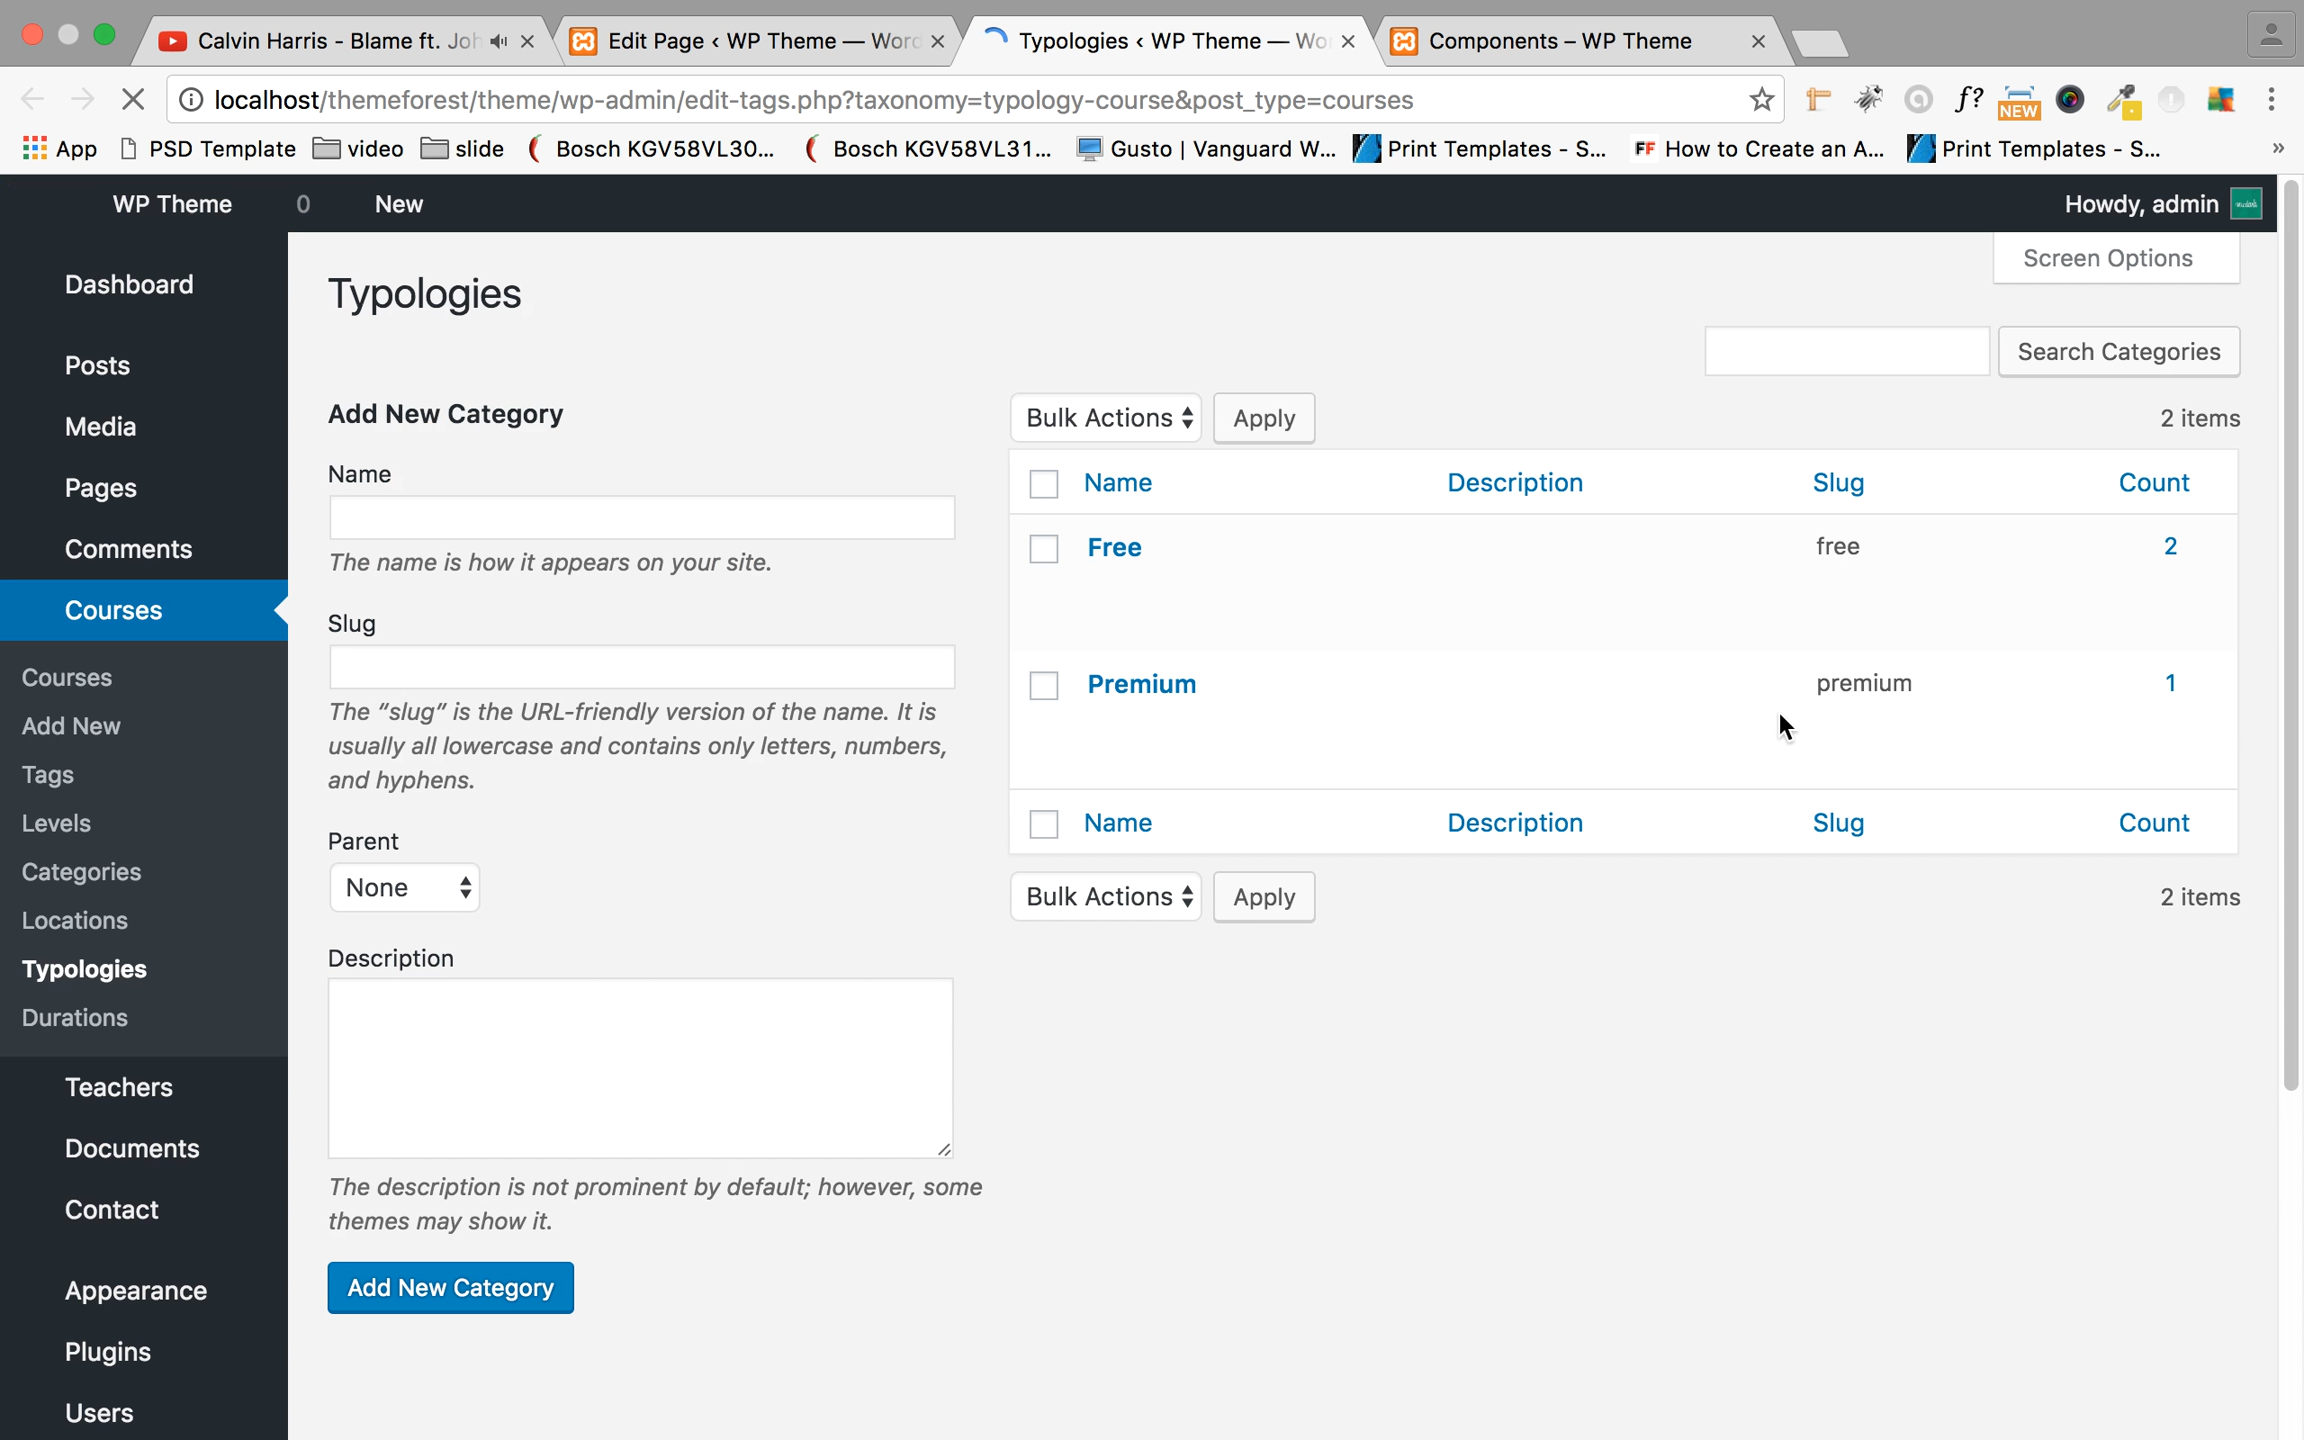 Calvin Harris - Blame ft. Joh
Edit Page ‹ WP Theme — Word
Typologies ‹ WP Theme — Wor
Components – WP Theme
localhost/themeforest/theme/wp-admin/edit-tags.php?taxonomy=typology-course&post_type=courses
f?
NEW
App
PSD Template
video
slide
Bosch KGV58VL30...
Bosch KGV58VL31...
Gusto | Vanguard W...
Print Templates - S...
FF How to Create an A...
Print Templates - S...
»
WP Theme
0
New
Howdy, admin
Dashboard
Posts
Media
Pages
Comments
Courses
Courses
Add New
Tags
Levels
Categories
Locations
Typologies
Durations
Teachers
Documents
Contact
Appearance
Plugins
Users
Screen Options
Typologies
Search Categories
Add New Category
Name
The name is how it appears on your site.
Slug
The “slug” is the URL-friendly version of the name. It is
usually all lowercase and contains only letters, numbers,
and hyphens.
Parent
None
Description
The description is not prominent by default; however, some
themes may show it.
Add New Category
Bulk Actions
Apply
2 items
Name Description Slug Count
Free free 2
Premium premium 1
Name Description Slug Count
Bulk Actions
Apply
2 items